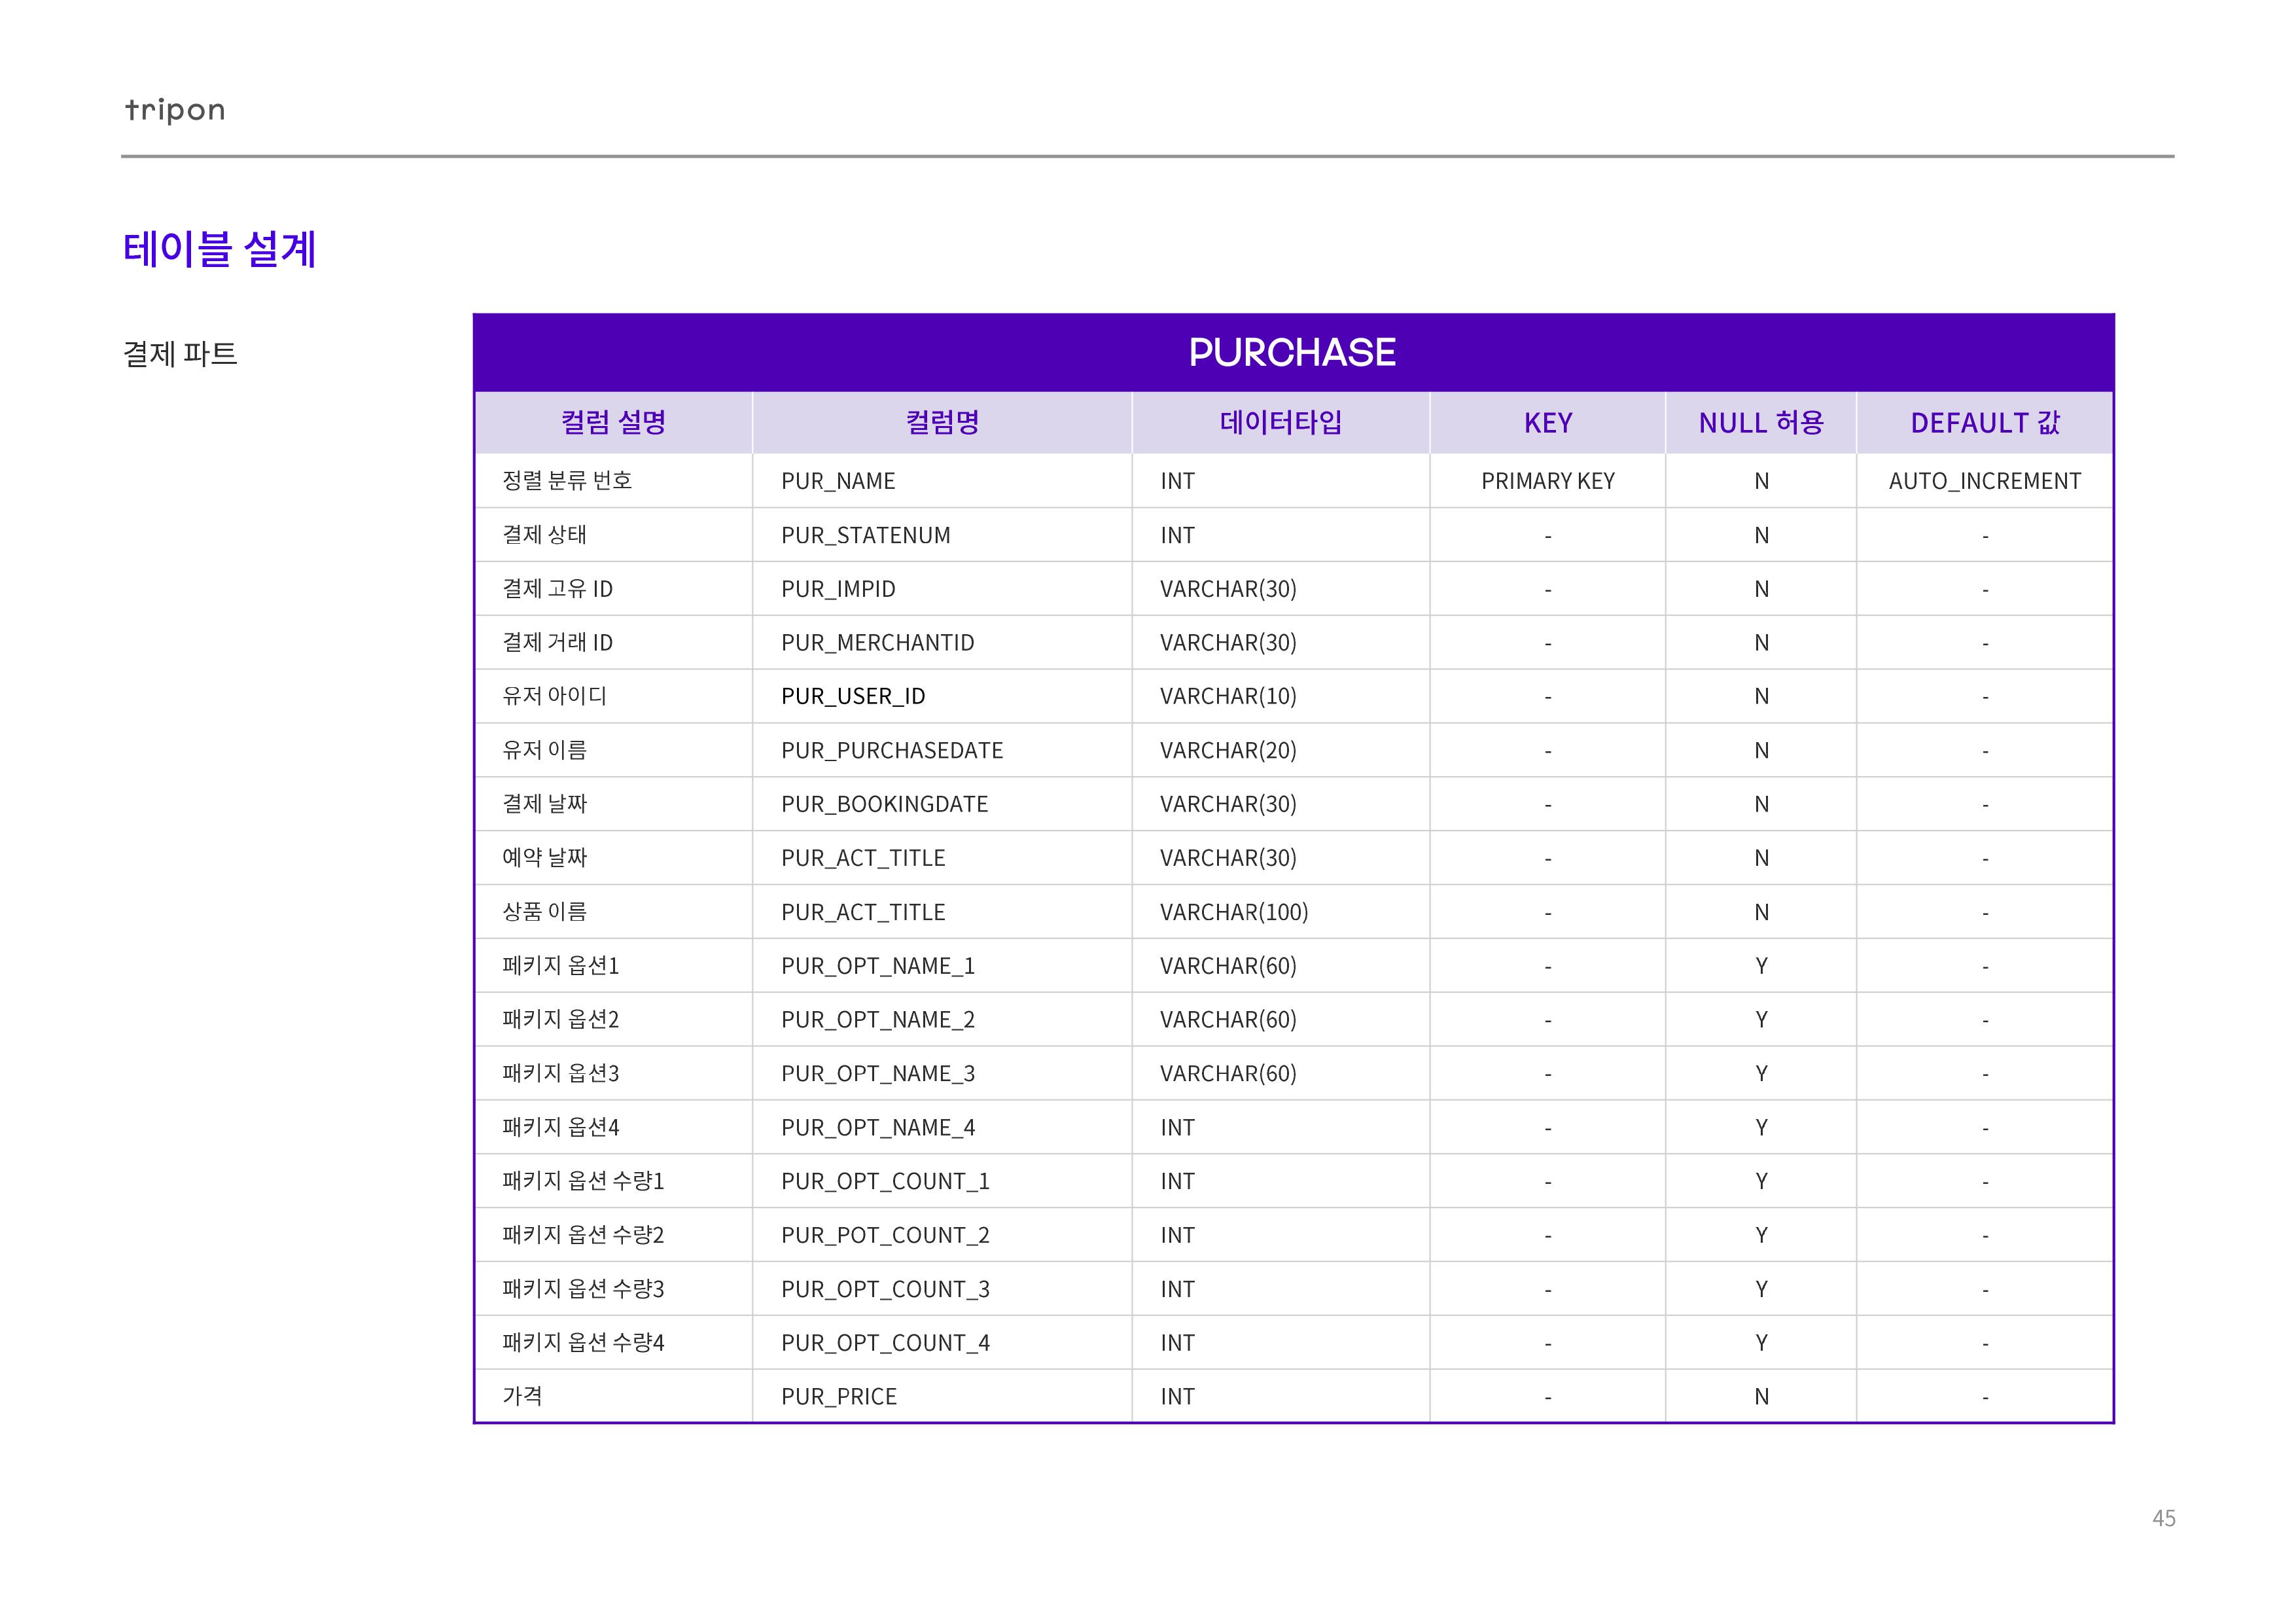 tripon
테이블 설계
결제 파트
PURCHASE
컬럼 설명 컬럼명 데이터타입 KEY NULL 허용 DEFAULT 값
정렬 분류 번호 PUR_NAME INT PRIMARY KEY N AUTO_INCREMENT
결제 상태 PUR_STATENUM INT - N -
결제 고유 ID PUR_IMPID VARCHAR(30) - N -
결제 거래 ID PUR_MERCHANTID VARCHAR(30) - N -
유저 아이디 PUR_USER_ID VARCHAR(10) - N -
유저 이름 PUR_PURCHASEDATE VARCHAR(20) - N -
결제 날짜 PUR_BOOKINGDATE VARCHAR(30) - N -
예약 날짜 PUR_ACT_TITLE VARCHAR(30) - N -
상품 이름 PUR_ACT_TITLE VARCHAR(100) - N -
페키지 옵션1 PUR_OPT_NAME_1 VARCHAR(60) - Y -
패키지 옵션2 PUR_OPT_NAME_2 VARCHAR(60) - Y -
패키지 옵션3 PUR_OPT_NAME_3 VARCHAR(60) - Y -
패키지 옵션4 PUR_OPT_NAME_4 INT - Y -
패키지 옵션 수량1 PUR_OPT_COUNT_1 INT - Y -
패키지 옵션 수량2 PUR_POT_COUNT_2 INT - Y -
패키지 옵션 수량3 PUR_OPT_COUNT_3 INT - Y -
패키지 옵션 수량4 PUR_OPT_COUNT_4 INT - Y -
가격 PUR_PRICE INT - N -
45